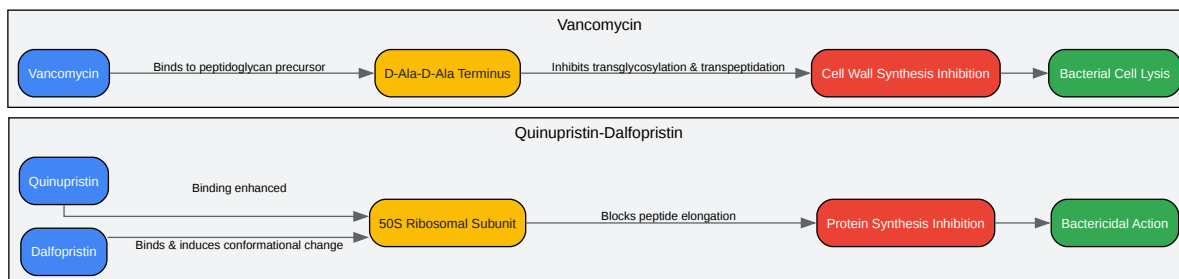 Vancomycin
Vancomycin
Binds to peptidoglycan precursor
D-Ala-D-Ala Terminus
Inhibits transglycosylation & transpeptidation
Cell Wall Synthesis Inhibition
Bacterial Cell Lysis
Quinupristin-Dalfopristin
Quinupristin
Binding enhanced
50S Ribosomal Subunit
Blocks peptide elongation
Protein Synthesis Inhibition
Bactericidal Action
Dalfopristin
Binds & induces conformational change